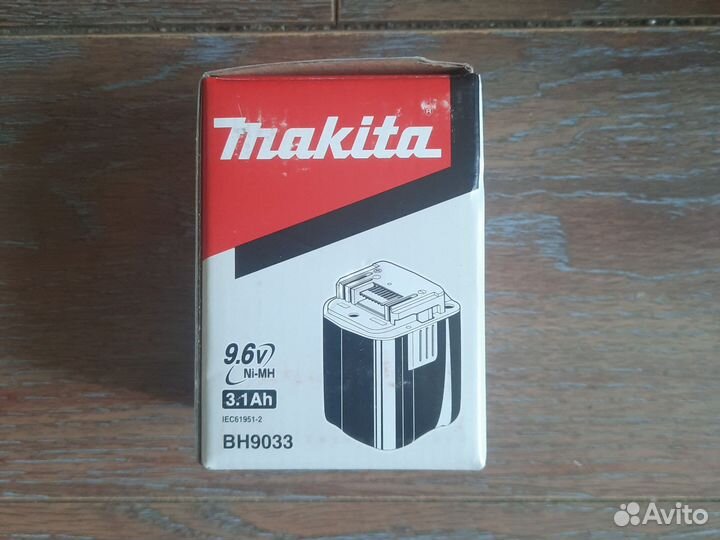 makita
R
9.6V
Ni-MH
3.1Ah
IEC61951-2
BH9033
Avito